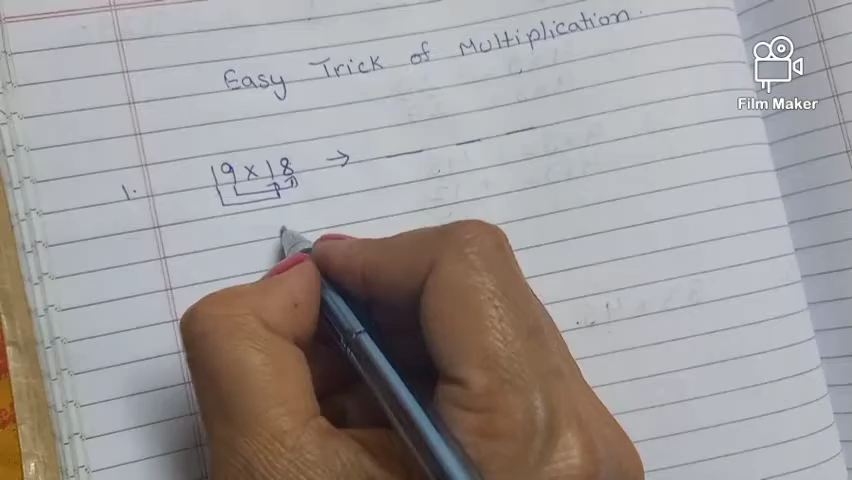 Easy Trick of Multiplication.
Film Maker
1. 19 x 18 → _ _ _